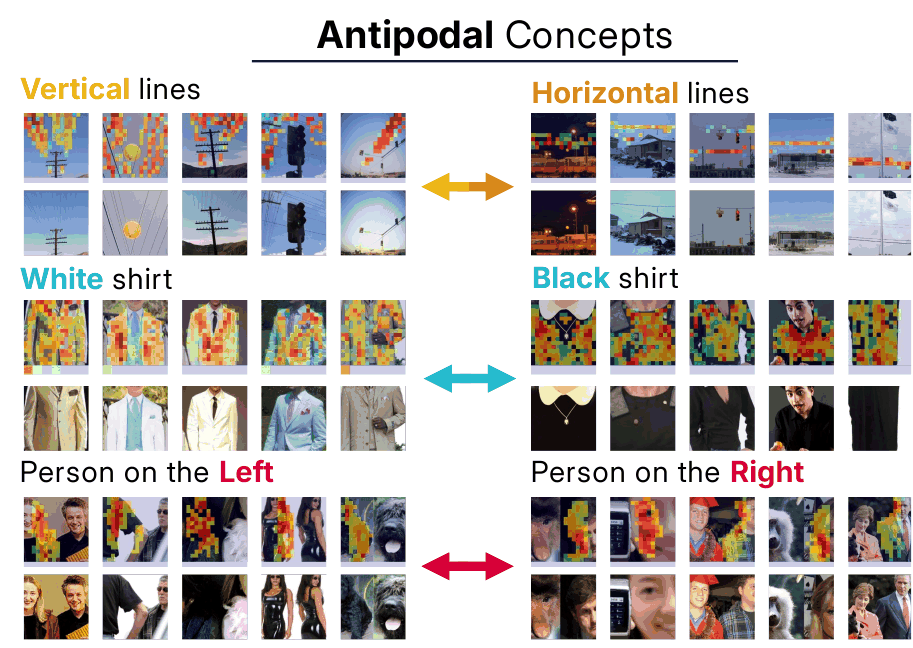 Antipodal Concepts
Vertical lines
Horizontal lines
White shirt
Black shirt
Person on the Left
Person on the Right